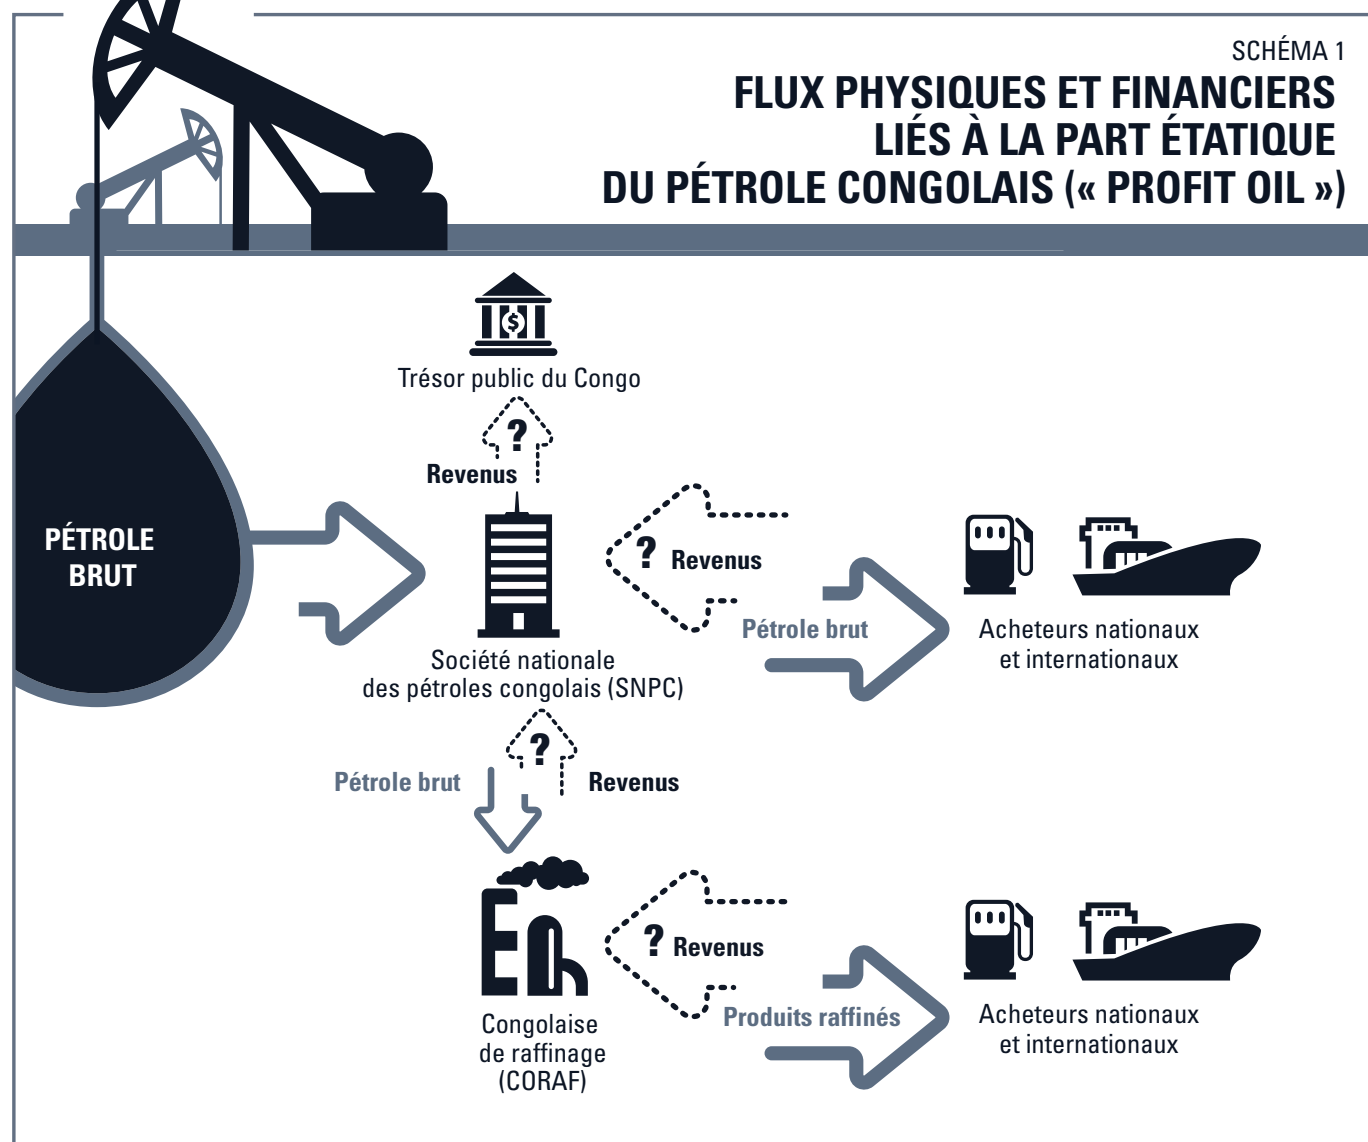 SCHÉMA 1
FLUX PHYSIQUES ET FINANCIERS
LIÉS À LA PART ÉTATIQUE
DU PÉTROLE CONGOLAIS (« PROFIT OIL »)
$
Trésor public du Congo
?
Revenus
PÉTROLE
BRUT
? Revenus
Pétrole brut
Acheteurs nationaux
et internationaux
Société nationale
des pétroles congolais (SNPC)
?
Pétrole brut
Revenus
? Revenus
Produits raffinés
Acheteurs nationaux
et internationaux
Congolaise
de raffinage
(CORAF)